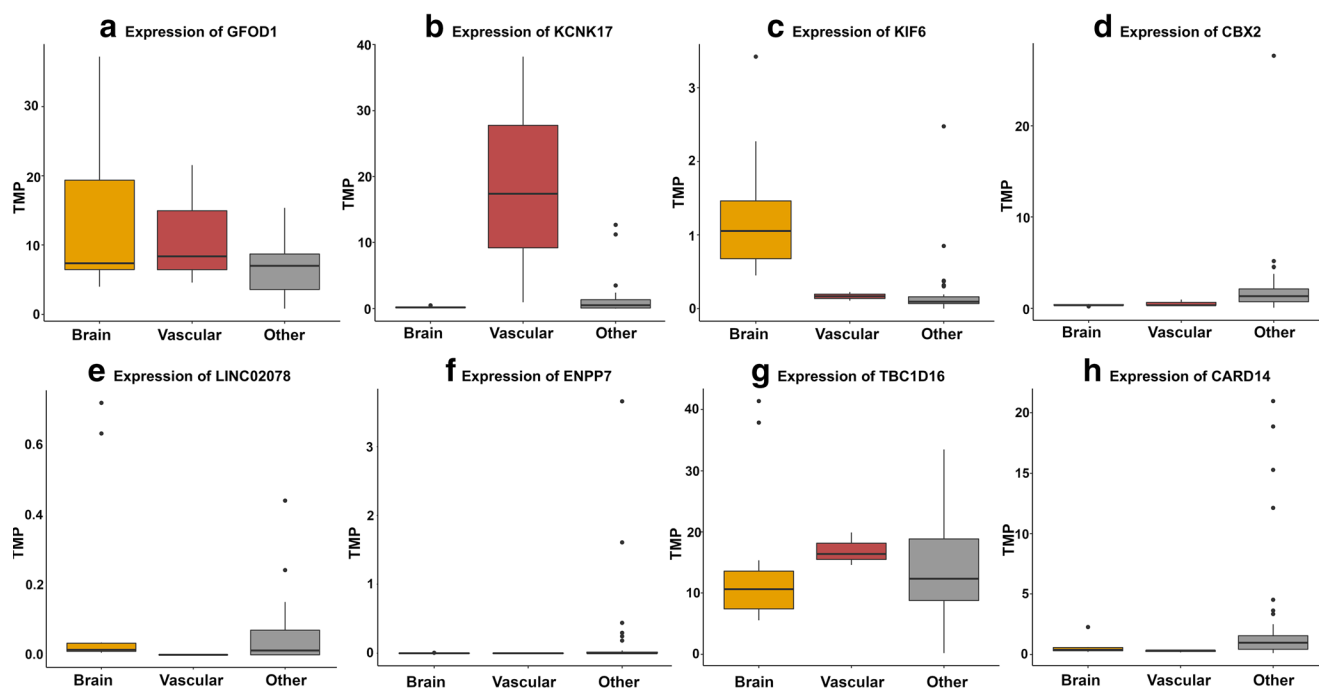 a Expression of GFOD1
TMP
30
20
10
0
Brain Vascular Other
b Expression of KCNK17
TMP
40
30
20
10
0
Brain Vascular Other
c Expression of KIF6
TMP
3
2
1
0
Brain Vascular Other
d Expression of CBX2
TMP
20
10
0
Brain Vascular Other
e Expression of LINC02078
TMP
0.6
0.4
0.2
0.0
Brain Vascular Other
f Expression of ENPP7
TMP
3
2
1
0
Brain Vascular Other
g Expression of TBC1D16
TMP
40
30
20
10
0
Brain Vascular Other
h Expression of CARD14
TMP
20
15
10
5
0
Brain Vascular Other